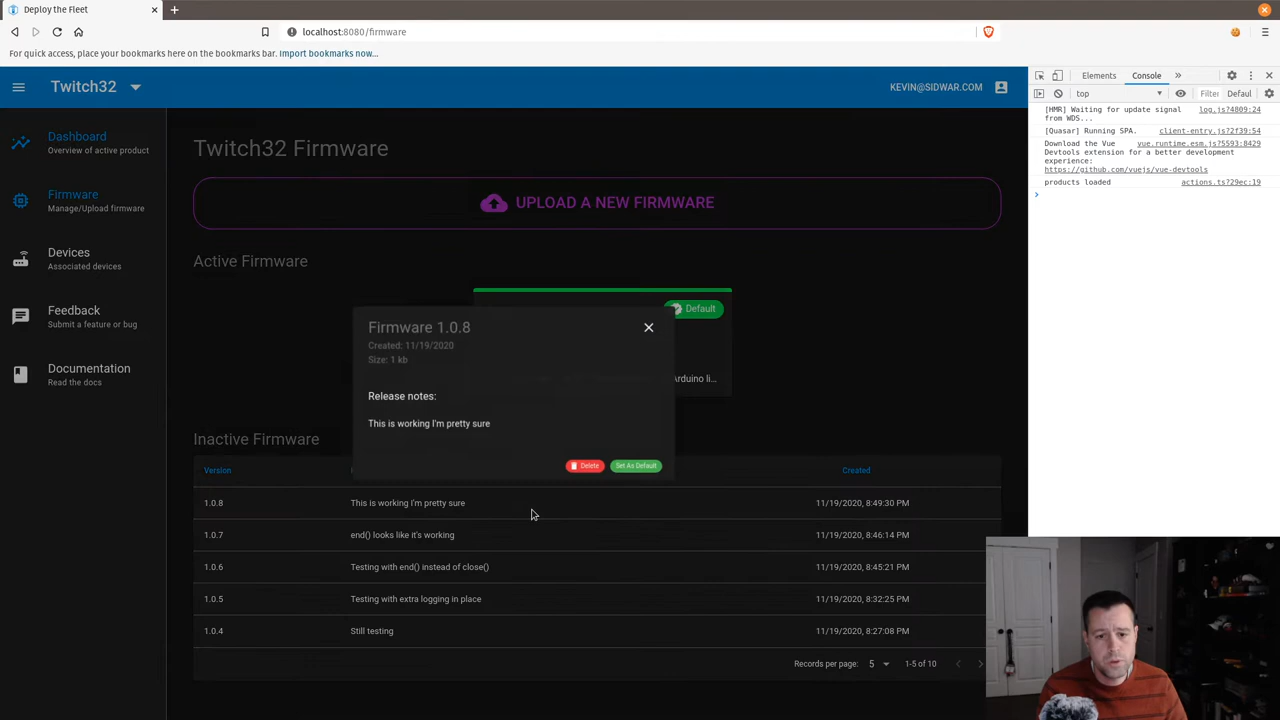 Deploy the Fleet
localhost:8080/firmware
For quick access, place your bookmarks here on the bookmarks bar. Import bookmarks now...
Twitch32
KEVIN@SIDWAR.COM
Dashboard
Overview of active product
Firmware
Manage/Upload firmware
Devices
Associated devices
Feedback
Submit a feature or bug
Documentation
Read the docs
Twitch32 Firmware
UPLOAD A NEW FIRMWARE
Active Firmware
Default
Arduino li...
Firmware 1.0.8
Created: 11/19/2020
Size: 1 kb
Release notes:
This is working I'm pretty sure
Delete
Set As Default
Inactive Firmware
Version
Created
1.0.8 This is working I'm pretty sure 11/19/2020, 8:49:30 PM
1.0.7 end() looks like it's working 11/19/2020, 8:46:14 PM
1.0.6 Testing with end() instead of close() 11/19/2020, 8:45:21 PM
1.0.5 Testing with extra logging in place 11/19/2020, 8:32:25 PM
1.0.4 Still testing 11/19/2020, 8:27:08 PM
Records per page: 5 1-5 of 10
Elements Console
top Filter Defaul
[HMR] Waiting for update signal log.js?4809:24
from WDS...
[Quasar] Running SPA. client-entry.js?2f39:54
Download the Vue vue.runtime.esm.js?5593:8429
Devtools extension for a better development
experience:
https://github.com/vuejs/vue-devtools
products loaded actions.ts?29ec:19